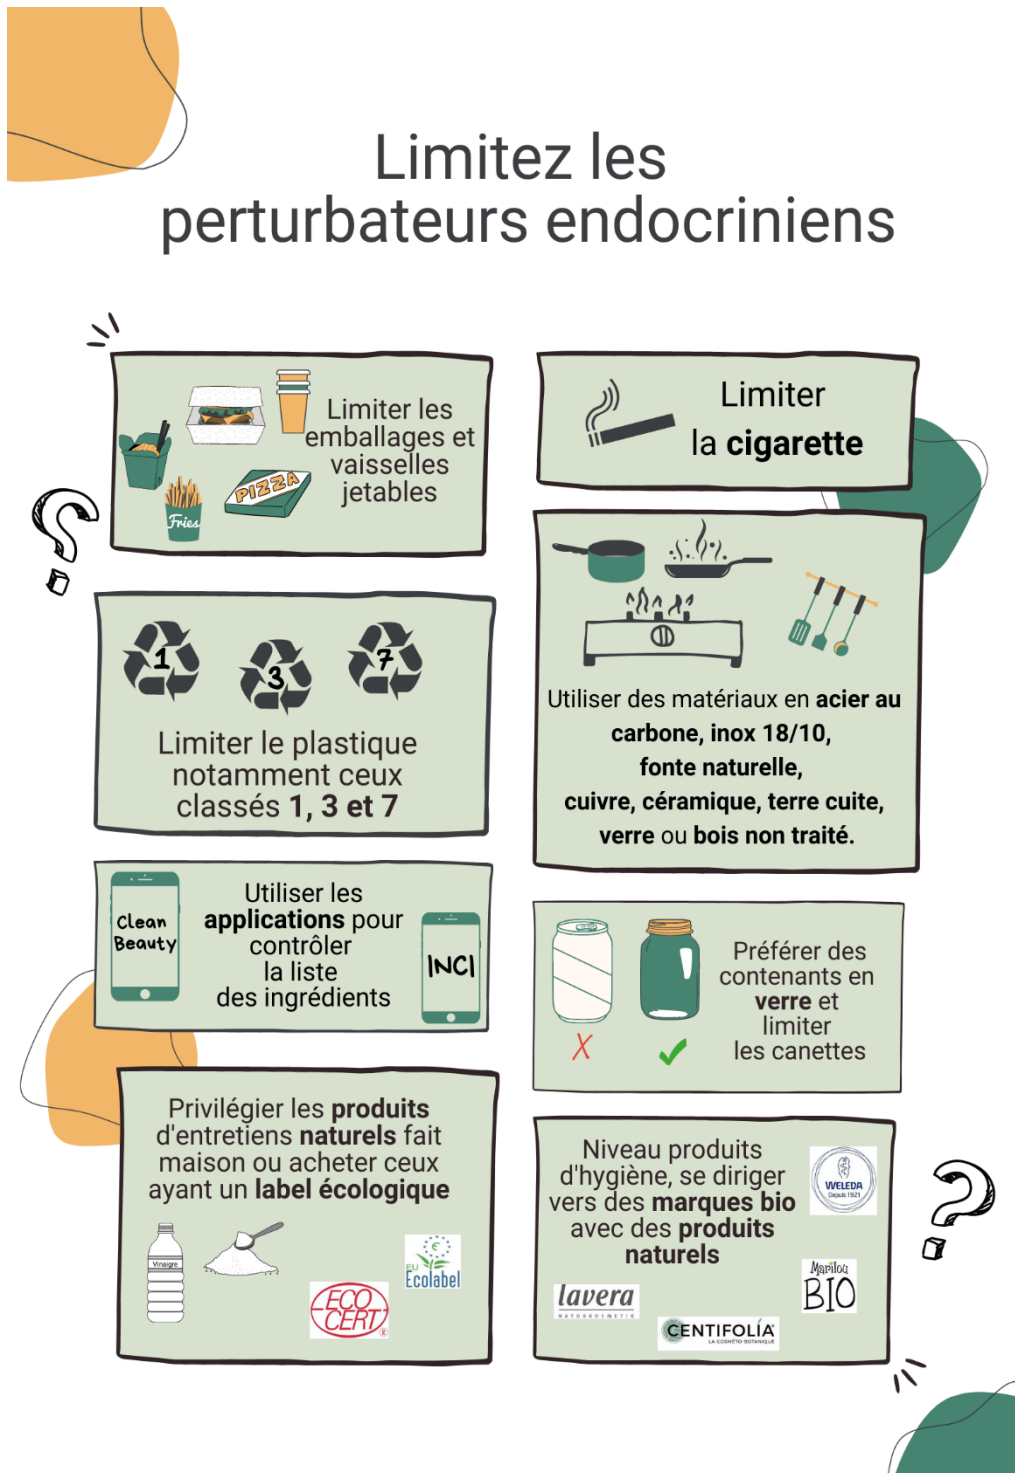 Limitez les
perturbateurs endocriniens
Limiter les
emballages et
vaisselles
jetables
PIZZA
Fries
Limiter
la cigarette
1
3
7
Limiter le plastique
notamment ceux
classés 1, 3 et 7
Utiliser des matériaux en acier au
carbone, inox 18/10,
fonte naturelle,
cuivre, céramique, terre cuite,
verre ou bois non traité.
Clean
Beauty
Utiliser les
applications pour
contrôler
la liste
des ingrédients
INCI
Préférer des
contenants en
verre et
limiter
les canettes
X
Privilégier les produits
d'entretiens naturels fait
maison ou acheter ceux
ayant un label écologique
Vinaigre
EU
Ecolabel
ECO
CERT
®
Niveau produits
d'hygiène, se diriger
vers des marques bio
avec des produits
naturels
WELEDA
Depuis 1921
Marilou
BIO
lavera
NATURKOSMETIK
CENTIFOLIA
LA COSMÉTO-BOTANIQUE